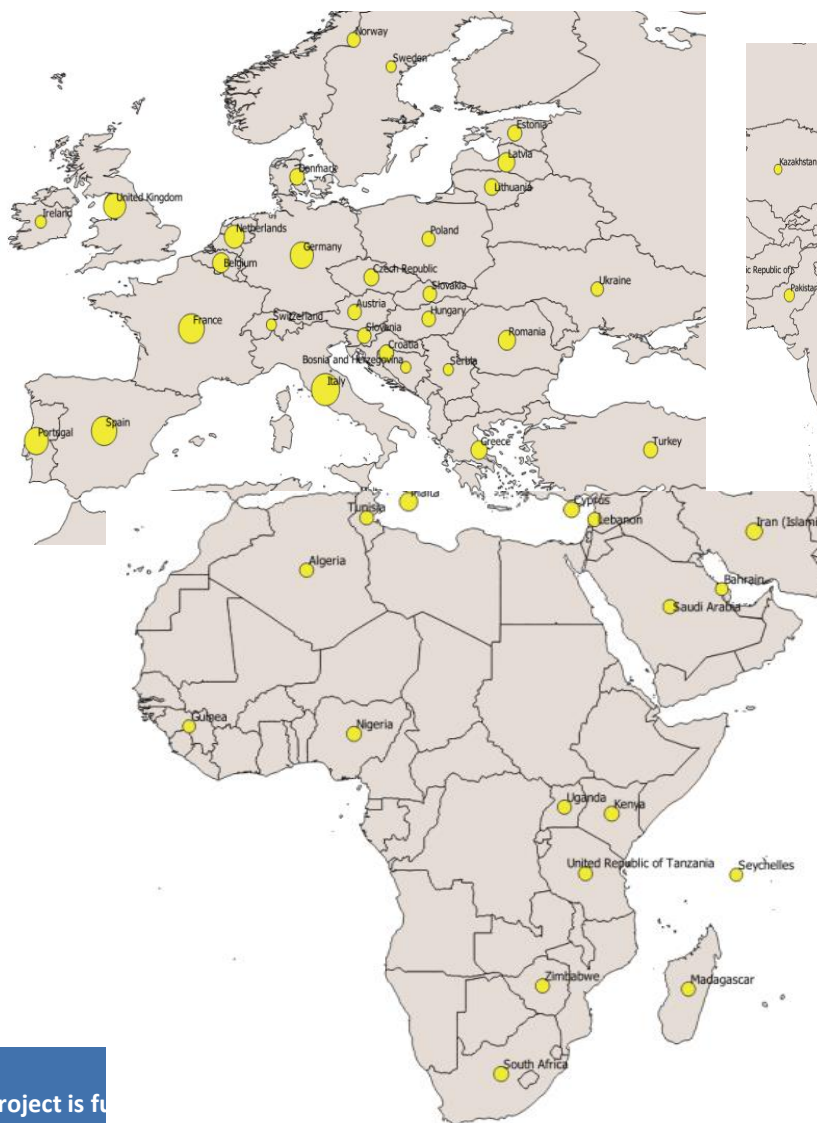 Norway
Sweden
Estonia
Latvia
Denmark
Lithuania
United Kingdom
Ireland
Netherlands
Poland
Germany
Belgium
Czech Republic
Slovakia
Ukraine
Austria
Hungary
France
Switzerland
Slovenia
Romania
Croatia
Bosnia and Herzegovina
Serbia
Italy
Spain
Portugal
Greece
Turkey
Kazakhstan
ic Republic of
Pakistan
Malta
Tunisia
Cyprus
Lebanon
Iran (Islami
Algeria
Bahrain
Saudi Arabia
Guinea
Nigeria
Uganda
Kenya
United Republic of Tanzania
Seychelles
Zimbabwe
Madagascar
South Africa
roject is fu